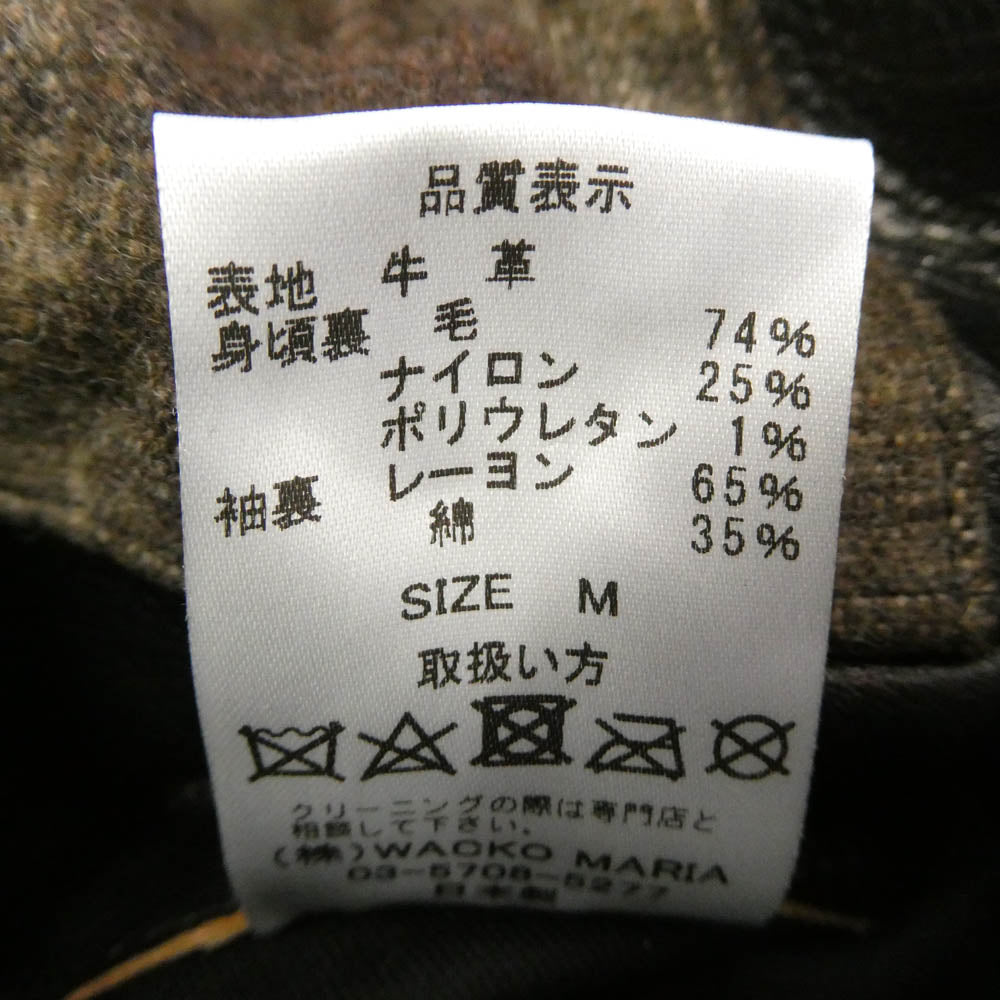 品質表示
表地 牛 革
身頃裏 毛 74%
ナイロン 25%
ポリウレタン 1%
袖裏 レーヨン 65%
綿 35%
SIZE M
取扱い方
クリーニングの際は専門店と
相談して下さい。
(株)WACKO MARIA
03-5708-5277
日本製